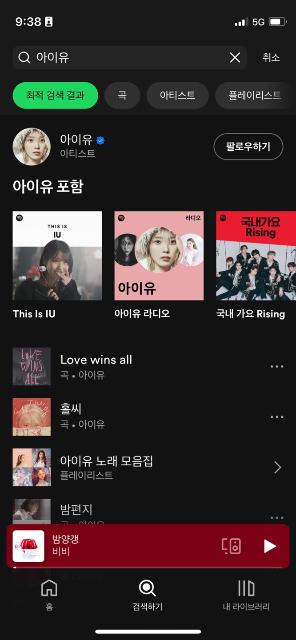 9:38
5G
아이유
취소
최적 검색 결과
곡
아티스트
플레이리스트
아이유
아티스트
팔로우하기
아이유 포함
THIS IS
IU
라디오
아이유
국내가요
Rising
This Is IU
아이유 라디오
국내 가요 Rising
LOVE
WINS
ALL
Love wins all
곡 • 아이유
홀씨
곡 • 아이유
아이유 노래 모음집
플레이리스트
밤편지
곡 • 아이유
밤양갱
비비
홈
검색하기
내 라이브러리